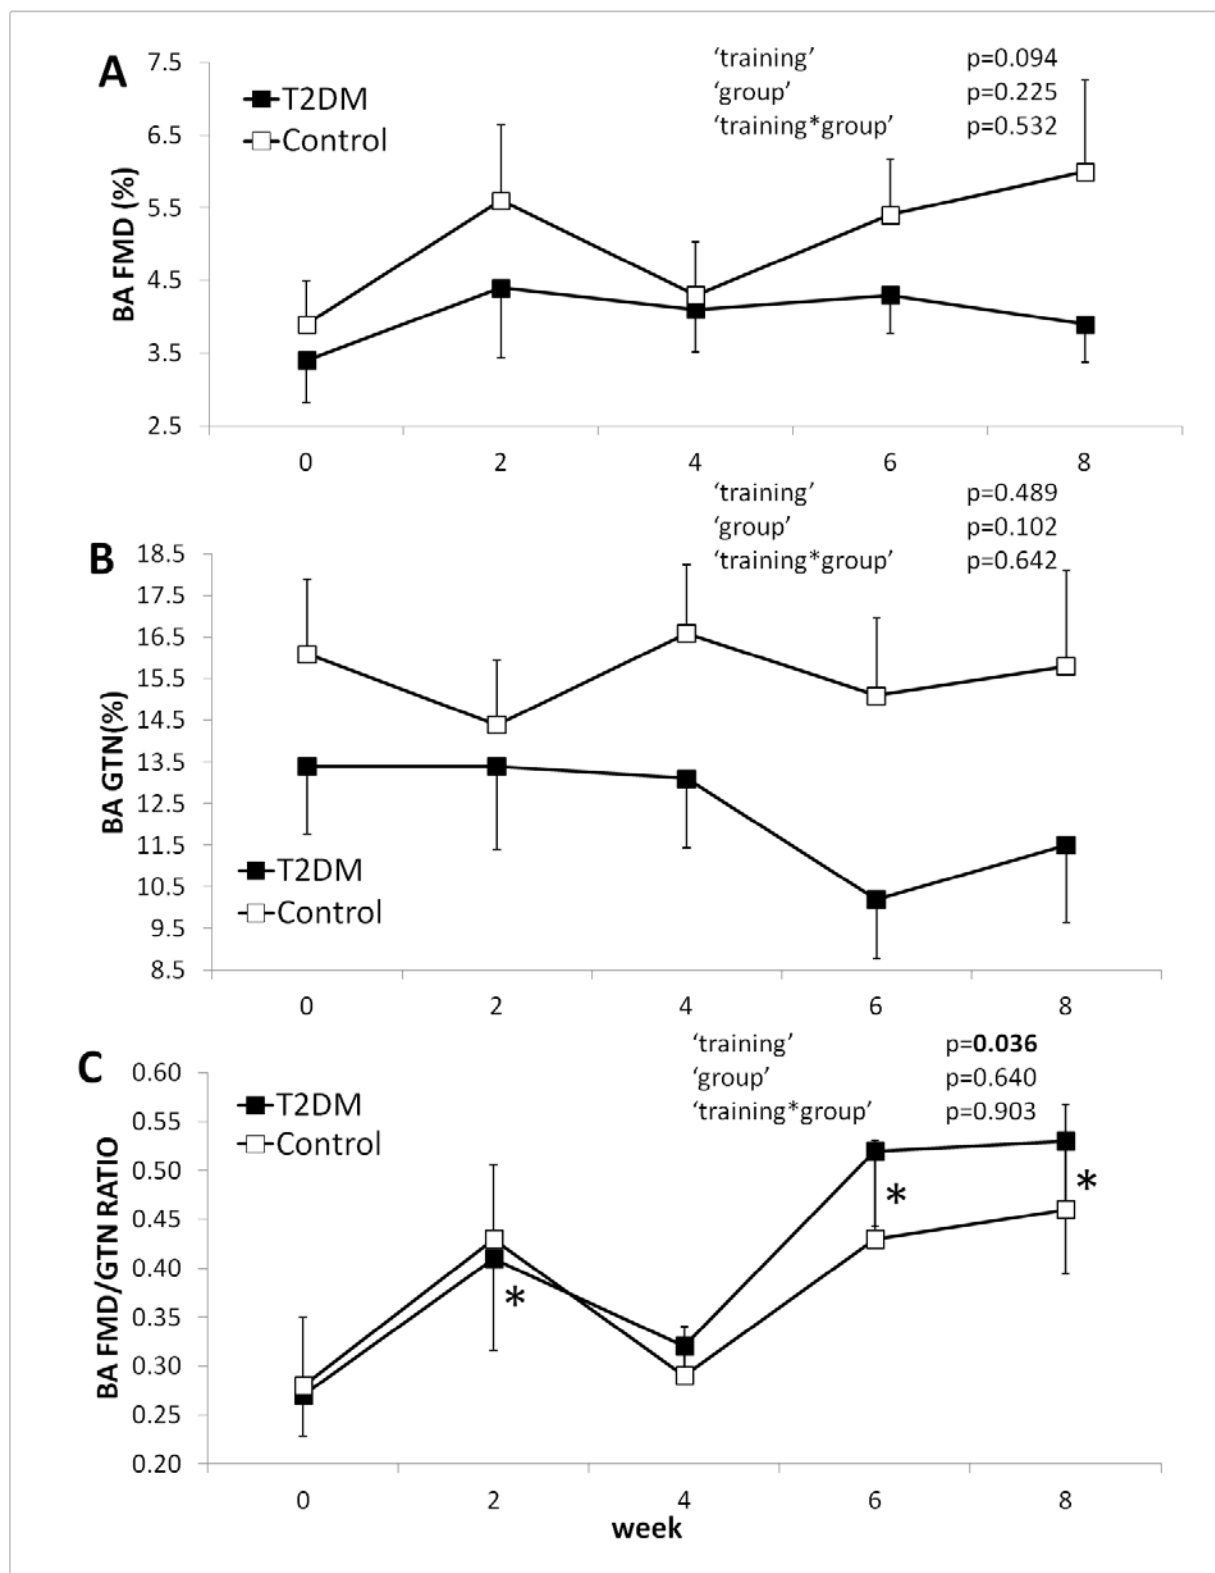 A
7.5
6.5
5.5
4.5
3.5
2.5
BA FMD (%)
T2DM
Control
‘training’ p=0.094
‘group’ p=0.225
‘training*group’ p=0.532
0 2 4 6 8
B
18.5
17.5
16.5
15.5
14.5
13.5
12.5
11.5
10.5
9.5
8.5
BA GTN(%)
T2DM
Control
‘training’ p=0.489
‘group’ p=0.102
‘training*group’ p=0.642
0 2 4 6 8
C
0.60
0.55
0.50
0.45
0.40
0.35
0.30
0.25
0.20
BA FMD/GTN RATIO
T2DM
Control
‘training’ p=0.036
‘group’ p=0.640
‘training*group’ p=0.903
*
*
*
0 2 4 6 8
week